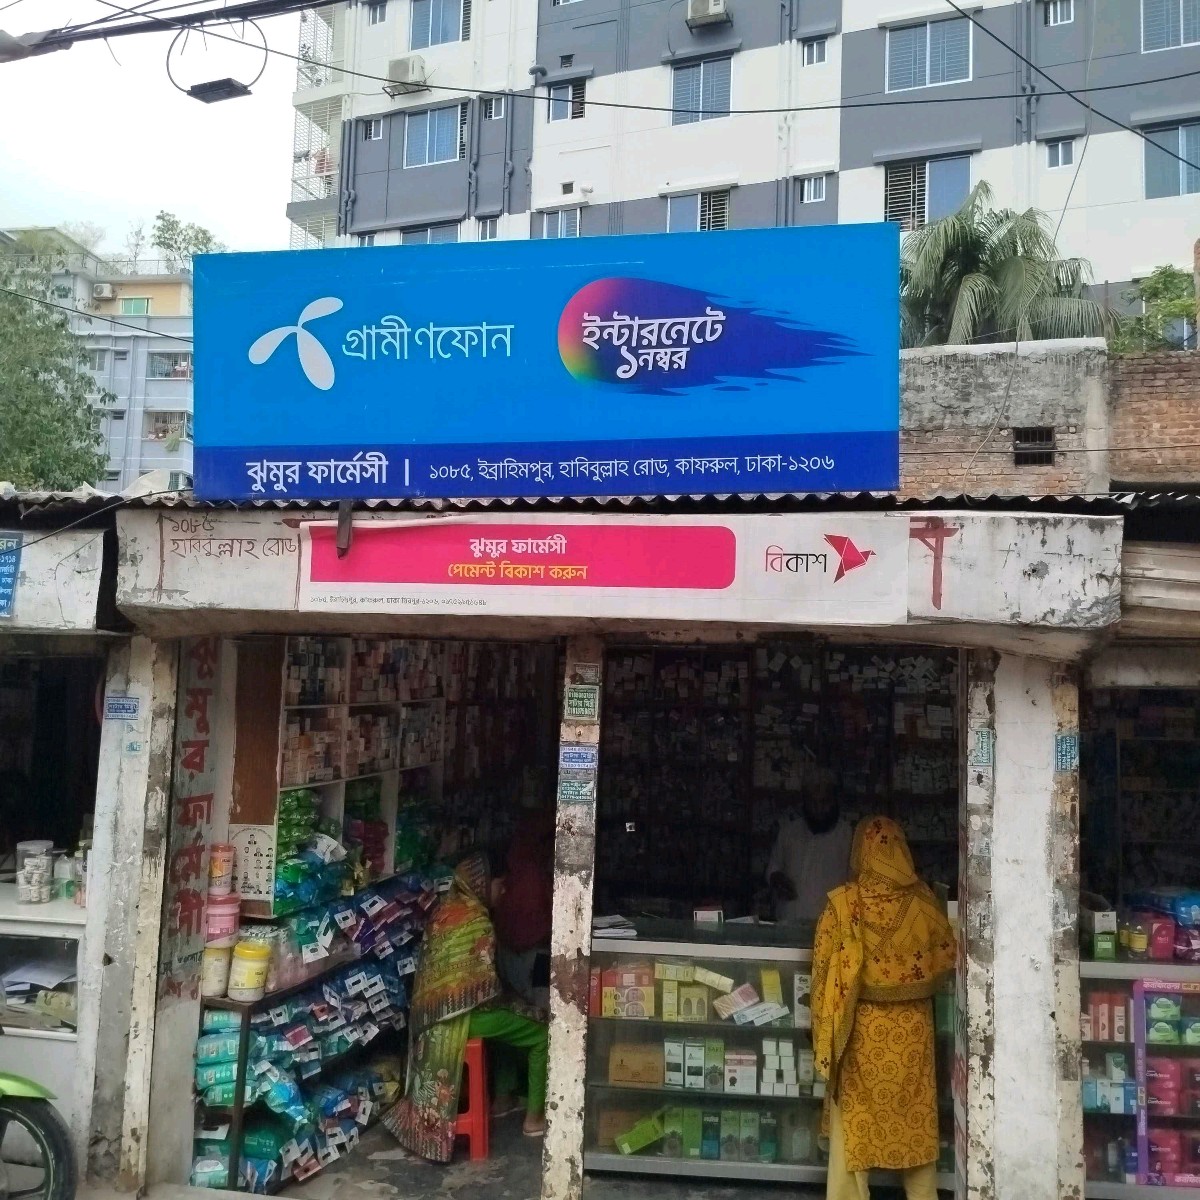 গ্রামীণফোন
ইন্টারনেটে
১নম্বর
ঝুমুর ফার্মেসী | ১০৮৫, ইব্রাহিমপুর, হাবিবুল্লাহ রোড, কাফরুল, ঢাকা-১২০৬
১০৮৫
হাবিবুল্লাহ রোড
ঝুমুর ফার্মেসী
পেমেন্ট বিকাশ করুন
বিকাশ
ঝুমুর ফার্মেসী